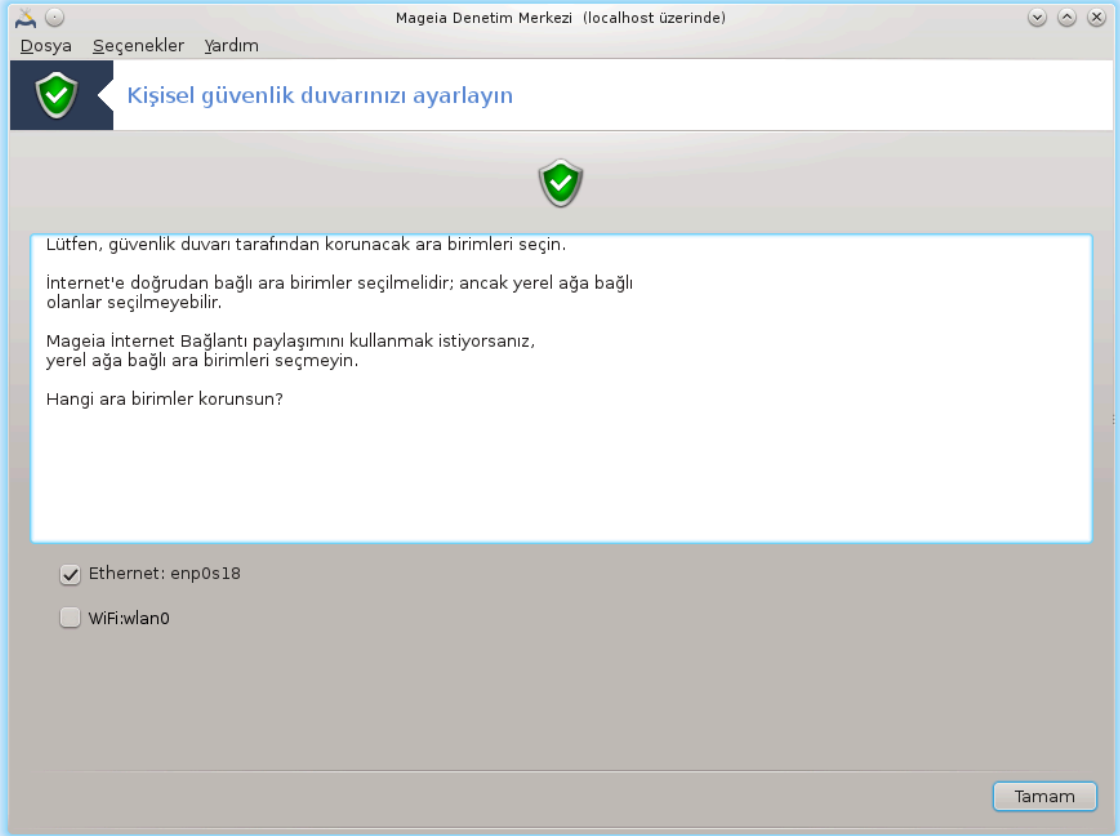 Mageia Denetim Merkezi (localhost üzerinde)
Dosya Seçenekler Yardım
Kişisel güvenlik duvarınızı ayarlayın
Lütfen, güvenlik duvarı tarafından korunacak ara birimleri seçin.
İnternet'e doğrudan bağlı ara birimler seçilmelidir; ancak yerel ağa bağlı
olanlar seçilmeyebilir.
Mageia İnternet Bağlantı paylaşımını kullanmak istiyorsanız,
yerel ağa bağlı ara birimleri seçmeyin.
Hangi ara birimler korunsun?
Ethernet: enp0s18
WiFi:wlan0
Tamam